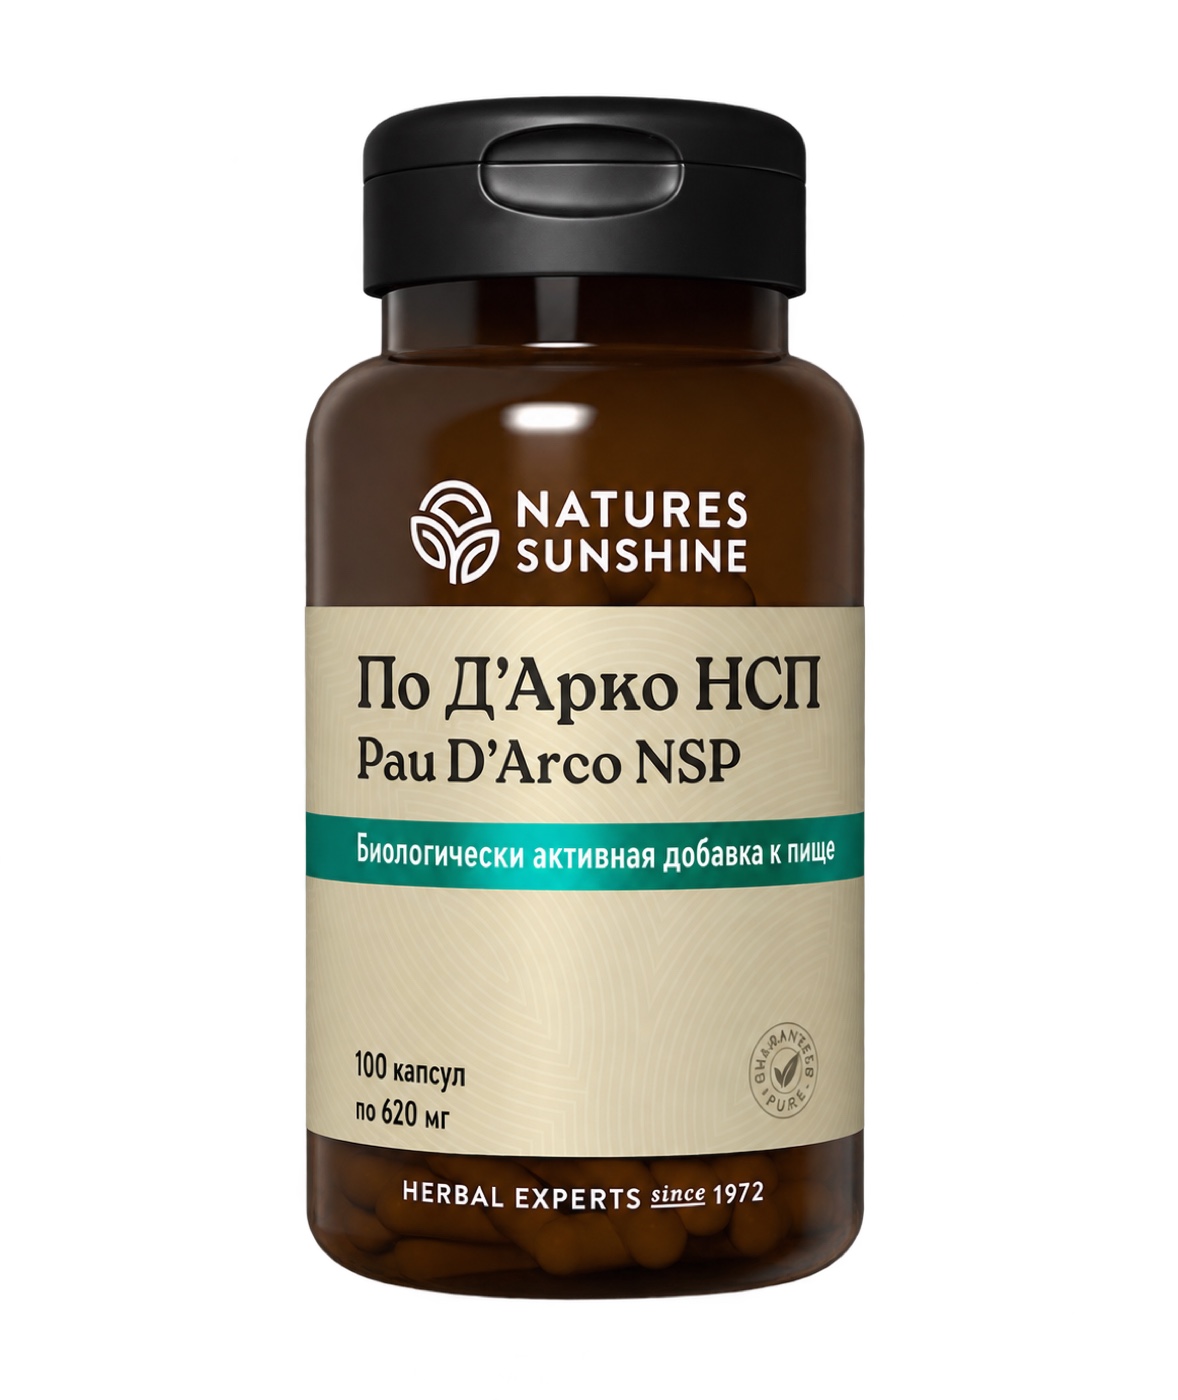 NATURES
SUNSHINE
По Д’Арко НСП
Pau D’Arco NSP
Биологически активная добавка к пище
100 капсул
по 620 мг
PURE
HERBAL EXPERTS since 1972